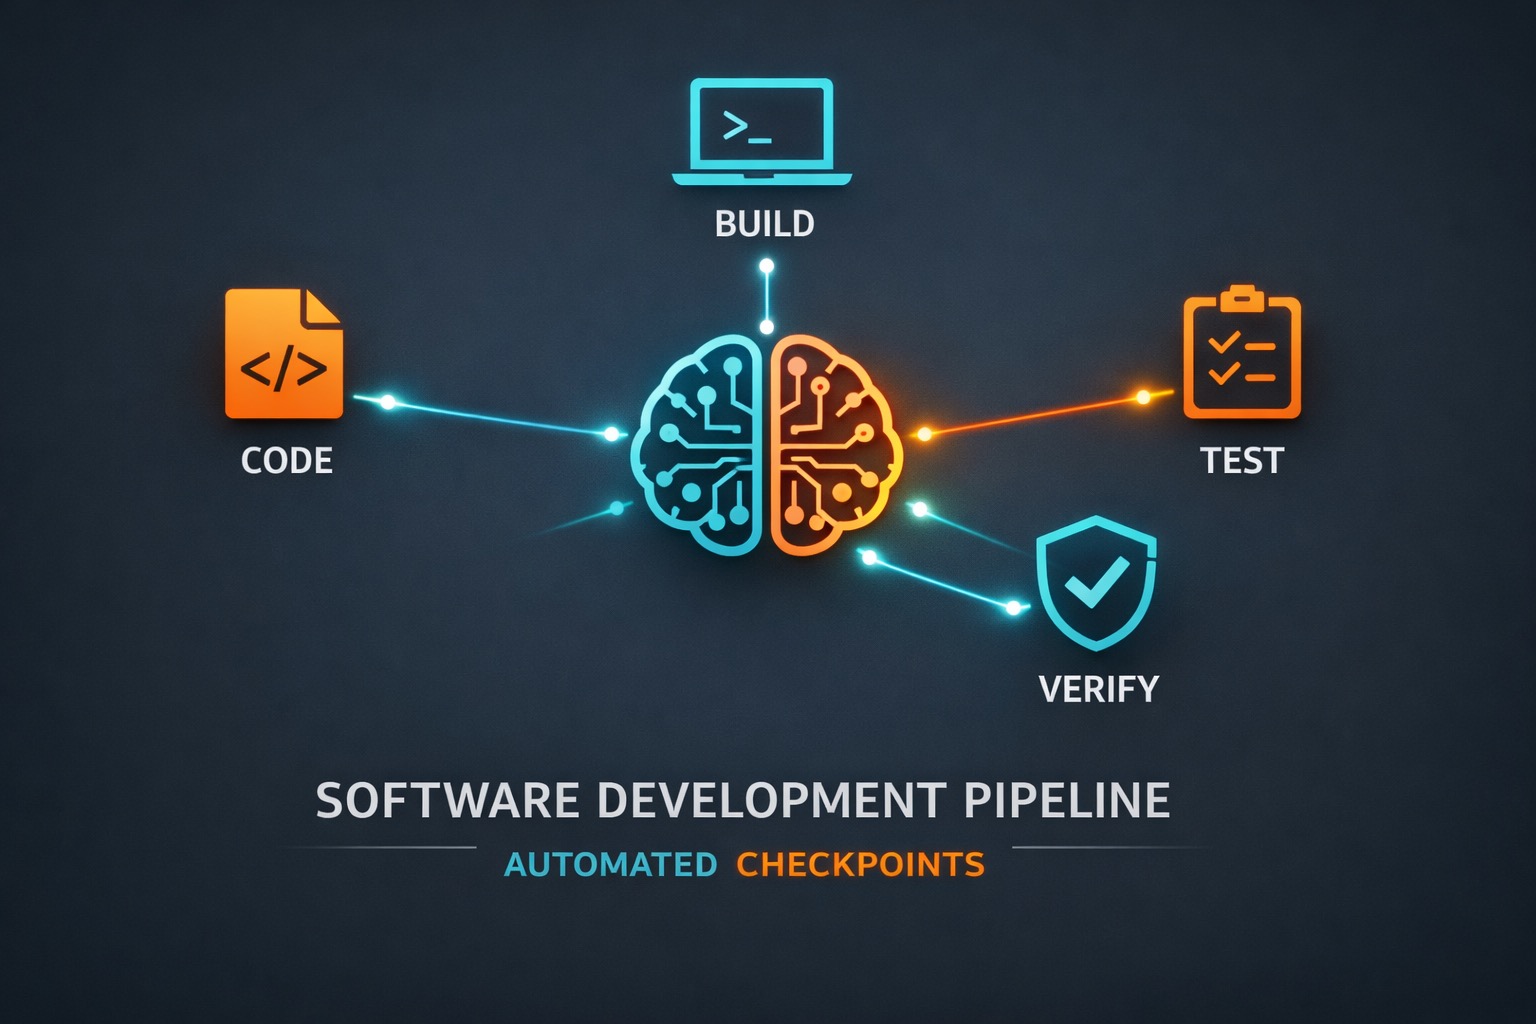 >_
BUILD
</>
CODE
TEST
VERIFY
SOFTWARE DEVELOPMENT PIPELINE
AUTOMATED CHECKPOINTS